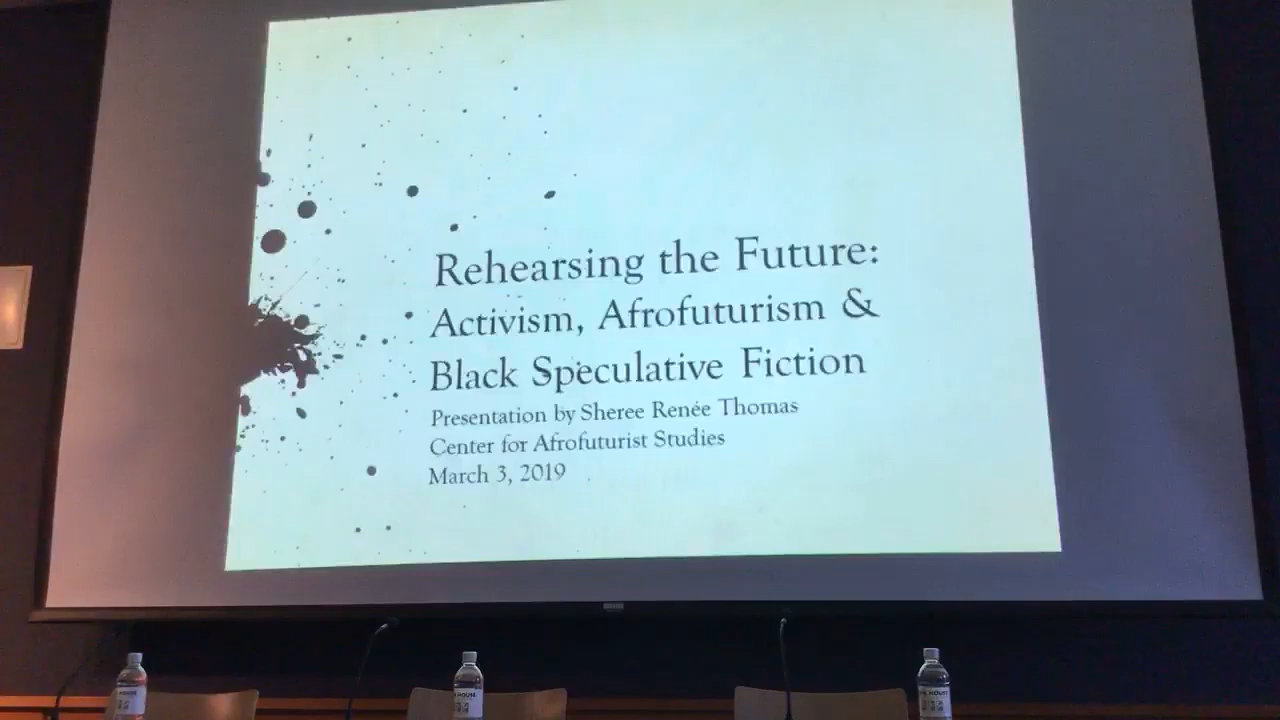 Rehearsing the Future:
Activism, Afrofuturism &
Black Speculative Fiction
Presentation by Sheree Renée Thomas
Center for Afrofuturist Studies
March 3, 2019